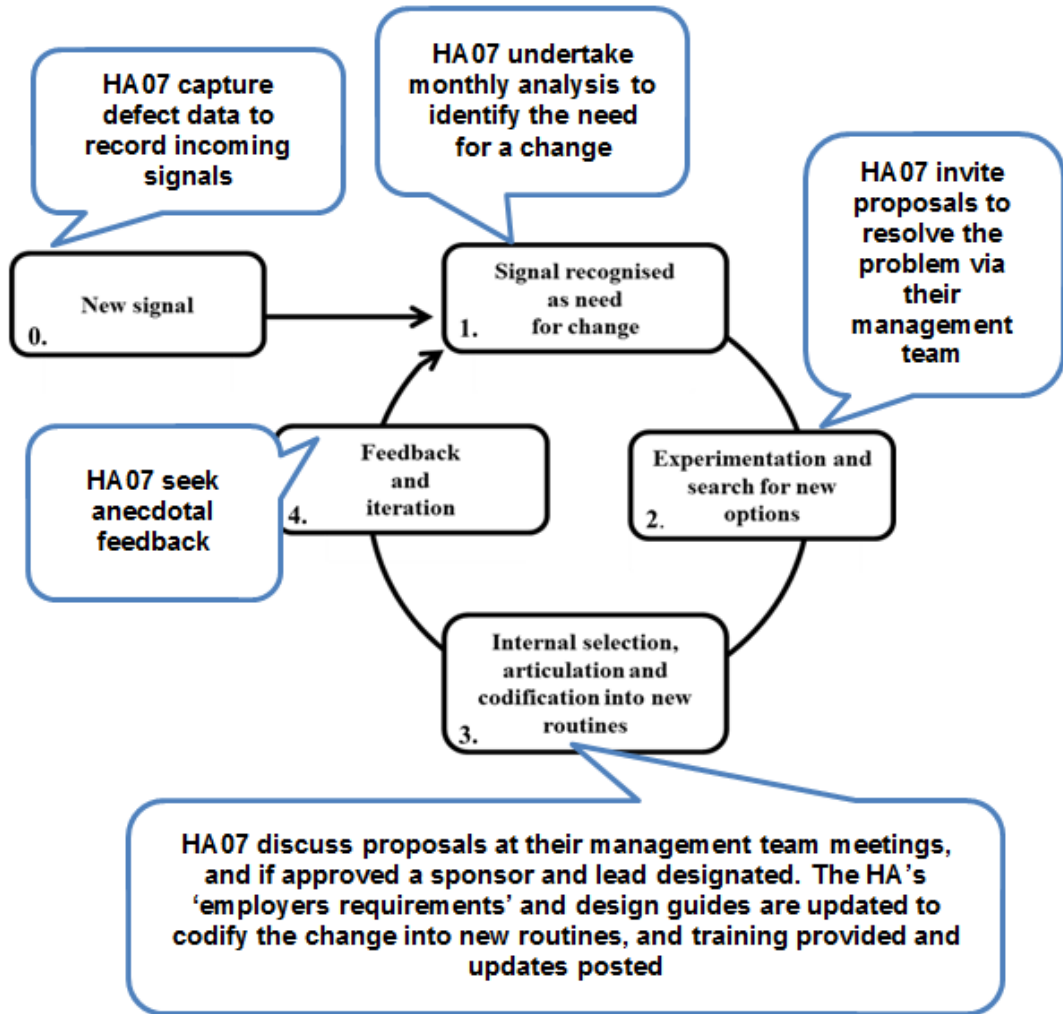 HA07 capture
defect data to
record incoming
signals
HA07 undertake
monthly analysis to
identify the need
for a change
HA07 invite
proposals to
resolve the
problem via
their
management
team
New signal
0.
Signal recognised
as need
for change
1.
Experimentation and
search for new
options
2.
Internal selection,
articulation and
codification into new
routines
3.
Feedback
and
iteration
4.
HA07 seek
anecdotal
feedback
HA07 discuss proposals at their management team meetings,
and if approved a sponsor and lead designated. The HA's
‘employers requirements’ and design guides are updated to
codify the change into new routines, and training provided and
updates posted